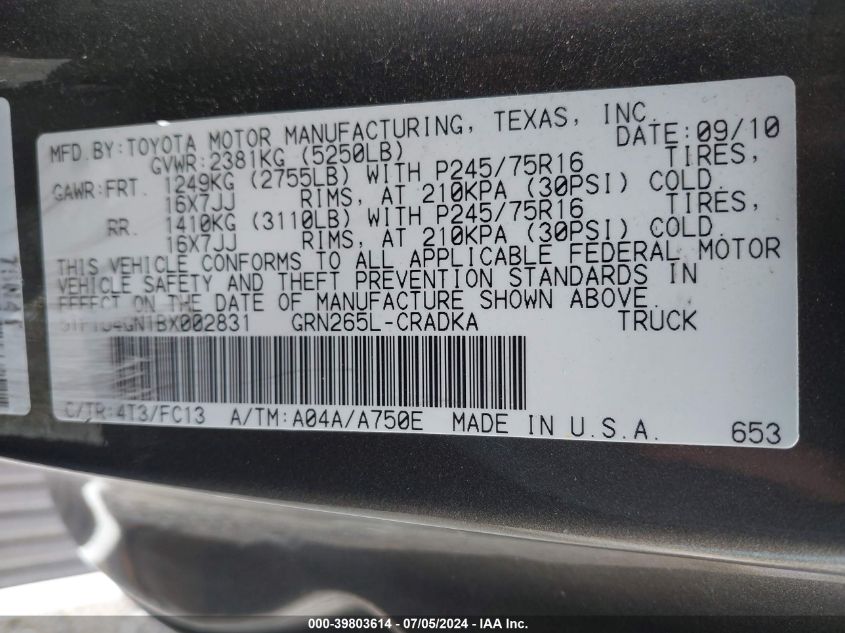 MFD. BY: TOYOTA MOTOR MANUFACTURING, TEXAS, INC.
DATE: 09/10
GVWR: 2381KG (5250LB)
GAWR: FRT. 1249KG (2755LB) WITH P245/75R16 TIRES,
16X7JJ RIMS, AT 210KPA (30PSI) COLD.
RR. 1410KG (3110LB) WITH P245/75R16 TIRES,
16X7JJ RIMS, AT 210KPA (30PSI) COLD.
THIS VEHICLE CONFORMS TO ALL APPLICABLE FEDERAL MOTOR
VEHICLE SAFETY AND THEFT PREVENTION STANDARDS IN
EFFECT ON THE DATE OF MANUFACTURE SHOWN ABOVE.
GRN265L-CRADKA TRUCK
C/TR: 4T3/FC13 A/TM: A04A/A750E MADE IN U.S.A. 653
000-39803614 - 07/05/2024 - IAA Inc.